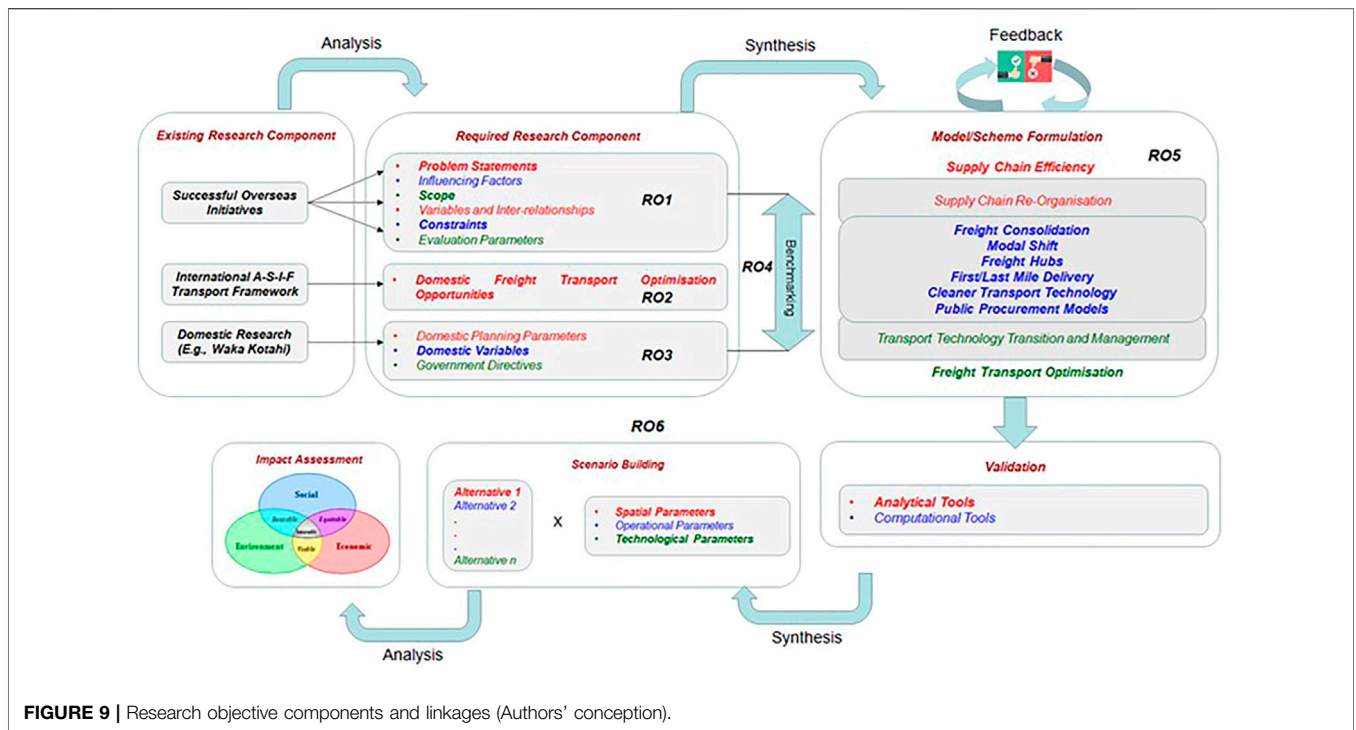 Analysis
Synthesis
Feedback
Existing Research Component
Successful Overseas
Initiatives
International A-S-I-F
Transport Framework
Domestic Research
(E.g., Waka Kotahi)
Required Research Component
• Problem Statements
• Influencing Factors
• Scope
• Variables and Inter-relationships
• Constraints
• Evaluation Parameters
RO1
• Domestic Freight Transport Optimisation
Opportunities
RO2
• Domestic Planning Parameters
• Domestic Variables
• Government Directives
RO3
RO4
Benchmarking
Model/Scheme Formulation
RO5
Supply Chain Efficiency
Supply Chain Re-Organisation
Freight Consolidation
Modal Shift
Freight Hubs
First/Last Mile Delivery
Cleaner Transport Technology
Public Procurement Models
Transport Technology Transition and Management
Freight Transport Optimisation
RO6
Impact Assessment
Social
Bearable
Equitable
Environment
Viable
Economic
Scenario Building
Alternative 1
Alternative 2
.
.
.
Alternative n
X
• Spatial Parameters
• Operational Parameters
• Technological Parameters
Validation
• Analytical Tools
• Computational Tools
Analysis
Synthesis
FIGURE 9 | Research objective components and linkages (Authors' conception).